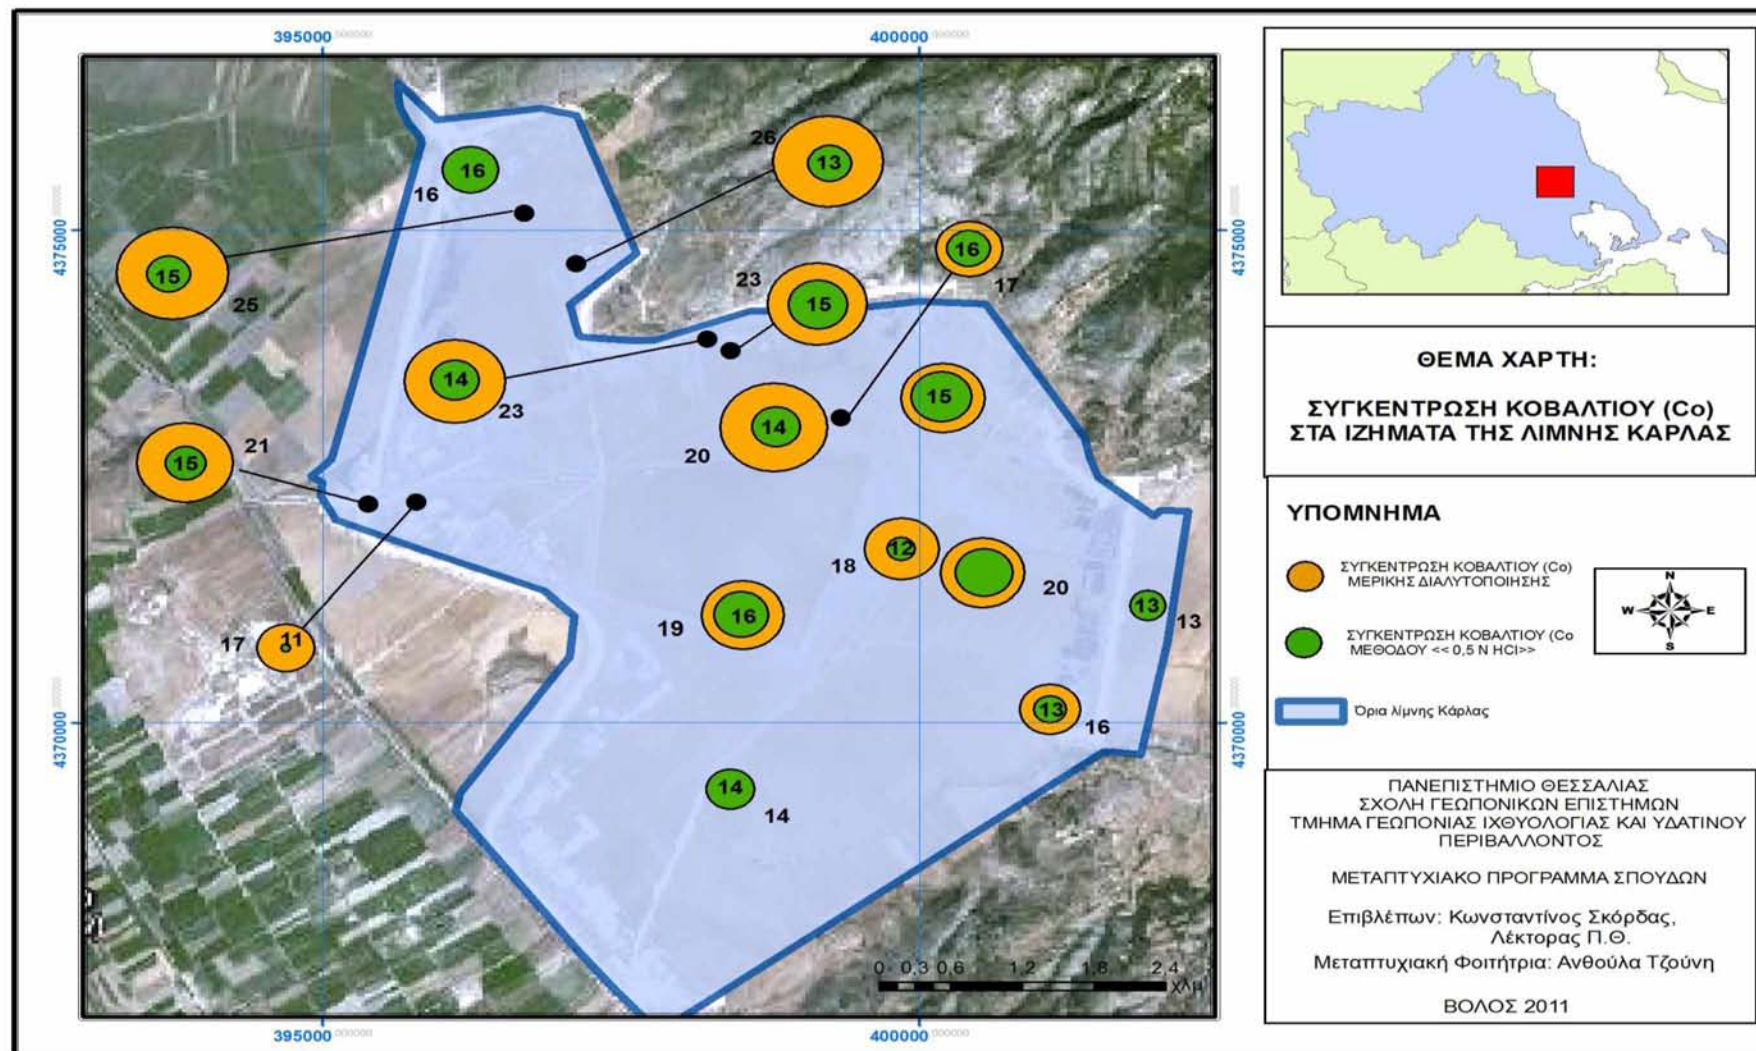 395000
400000
4375000
4375000
4370000
4370000
395000
400000
26
13
16
16
15
25
16
17
23
15
14
23
15
14
20
15
21
12
18
20
16
19
13
13
17
11
13
16
14
14
0 0,3 0,6 1,2 1,8 2,4
ΧΛΜ
ΘΕΜΑ ΧΑΡΤΗ:
ΣΥΓΚΕΝΤΡΩΣΗ ΚΟΒΑΛΤΙΟΥ (Co)
ΣΤΑ ΙΖΗΜΑΤΑ ΤΗΣ ΛΙΜΝΗΣ ΚΑΡΛΑΣ
ΥΠΟΜΝΗΜΑ
ΣΥΓΚΕΝΤΡΩΣΗ ΚΟΒΑΛΤΙΟΥ (Co)
ΜΕΡΙΚΗΣ ΔΙΑΛΥΤΟΠΟΙΗΣΗΣ
ΣΥΓΚΕΝΤΡΩΣΗ ΚΟΒΑΛΤΙΟΥ (Co
ΜΕΘΟΔΟΥ << 0,5 N HCl>>
Όρια λίμνης Κάρλας
N
W E
S
ΠΑΝΕΠΙΣΤΗΜΙΟ ΘΕΣΣΑΛΙΑΣ
ΣΧΟΛΗ ΓΕΩΠΟΝΙΚΩΝ ΕΠΙΣΤΗΜΩΝ
ΤΜΗΜΑ ΓΕΩΠΟΝΙΑΣ ΙΧΘΥΟΛΟΓΙΑΣ ΚΑΙ ΥΔΑΤΙΝΟΥ
ΠΕΡΙΒΑΛΛΟΝΤΟΣ
ΜΕΤΑΠΤΥΧΙΑΚΟ ΠΡΟΓΡΑΜΜΑ ΣΠΟΥΔΩΝ
Επιβλέπων: Κωνσταντίνος Σκόρδας,
Λέκτορας Π.Θ.
Μεταπτυχιακή Φοιτήτρια: Ανθούλα Τζούνη
ΒΟΛΟΣ 2011